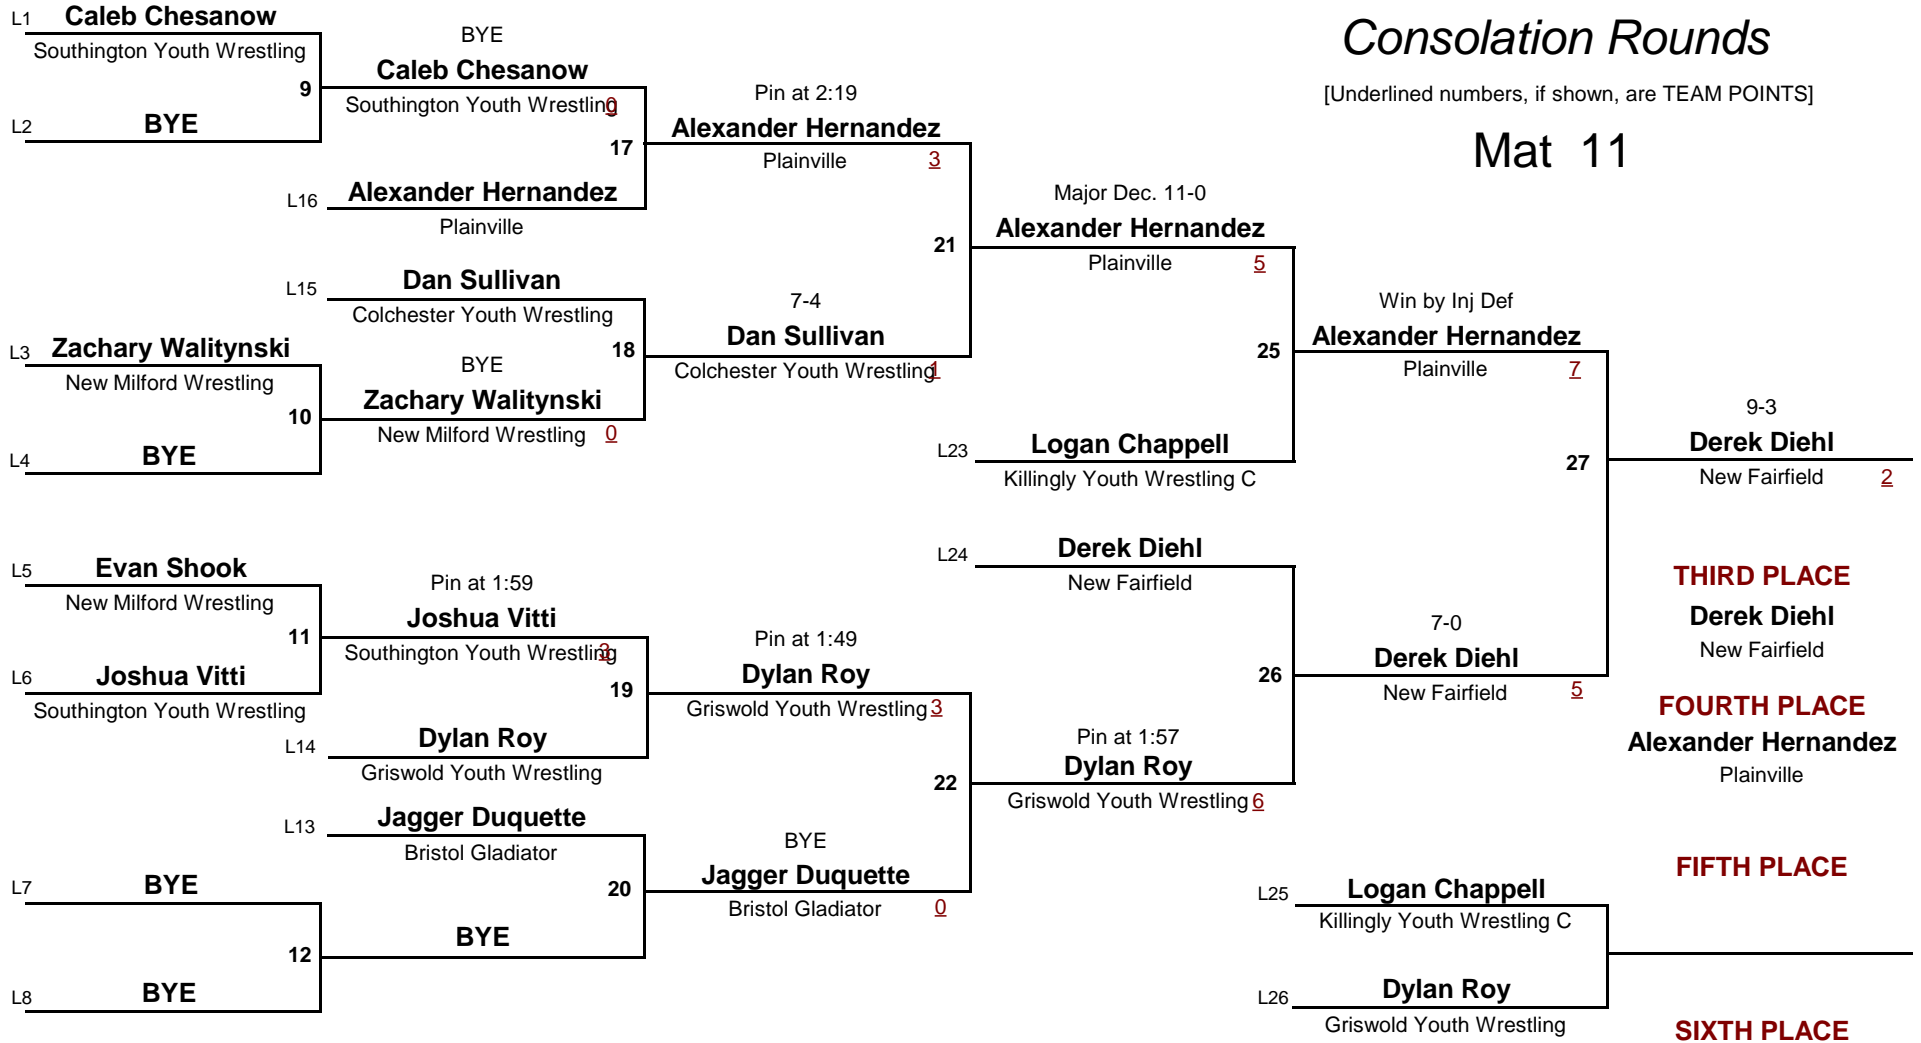 Consolation Rounds
[Underlined numbers, if shown, are TEAM POINTS]
Mat 11
L1 Caleb Chesanow
Southington Youth Wrestling
9
L2 BYE
BYE
Caleb Chesanow
Southington Youth Wrestling 0
17
L16 Alexander Hernandez
Plainville
Pin at 2:19
Alexander Hernandez
Plainville 3
21
L15 Dan Sullivan
Colchester Youth Wrestling
18
L3 Zachary Walitynski
New Milford Wrestling
10
L4 BYE
BYE
Zachary Walitynski
New Milford Wrestling 0
7-4
Dan Sullivan
Colchester Youth Wrestling 1
Major Dec. 11-0
Alexander Hernandez
Plainville 5
25
L23 Logan Chappell
Killingly Youth Wrestling C
Win by Inj Def
Alexander Hernandez
Plainville 7
27
9-3
Derek Diehl
New Fairfield 2
L5 Evan Shook
New Milford Wrestling
11
L6 Joshua Vitti
Southington Youth Wrestling
Pin at 1:59
Joshua Vitti
Southington Youth Wrestling 3
19
L14 Dylan Roy
Griswold Youth Wrestling
Pin at 1:49
Dylan Roy
Griswold Youth Wrestling 3
22
L13 Jagger Duquette
Bristol Gladiator
20
L7 BYE
12
L8 BYE
BYE
BYE
Jagger Duquette
Bristol Gladiator 0
L24 Derek Diehl
New Fairfield
26
Pin at 1:57
Dylan Roy
Griswold Youth Wrestling 6
7-0
Derek Diehl
New Fairfield 5
THIRD PLACE
Derek Diehl
New Fairfield
FOURTH PLACE
Alexander Hernandez
Plainville
FIFTH PLACE
L25 Logan Chappell
Killingly Youth Wrestling C
L26 Dylan Roy
Griswold Youth Wrestling
SIXTH PLACE